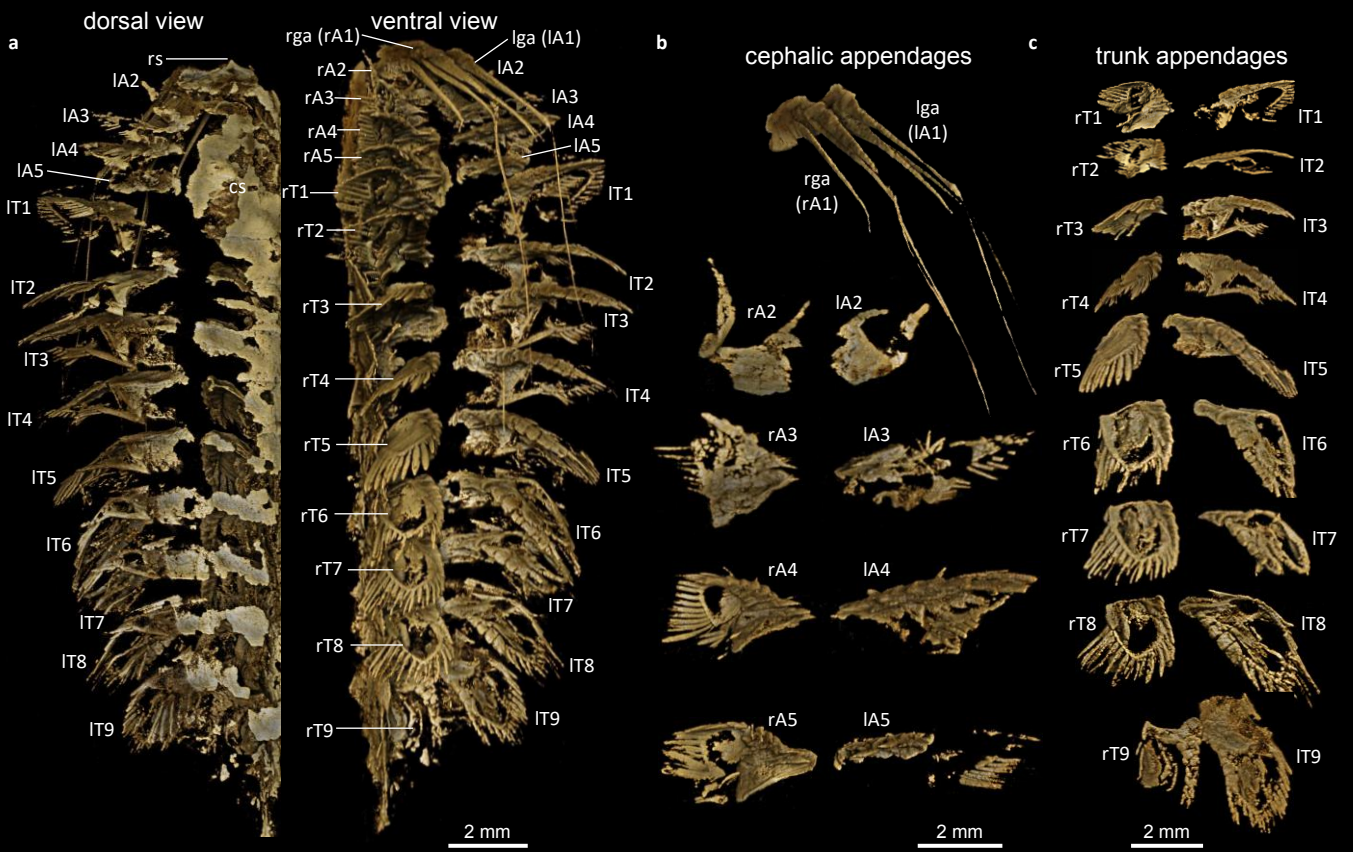 dorsal view
ventral view
a
rs
lA2
lA3
lA4
lA5
cs
lT1
lT2
lT3
lT4
lT5
lT6
lT7
lT8
lT9
rga (rA1)
lga (lA1)
rA2
lA2
rA3
lA3
rA4
lA4
rA5
lA5
rT1
lT1
rT2
lT2
rT3
lT3
rT4
lT4
rT5
lT5
rT6
lT6
rT7
lT7
rT8
lT8
rT9
lT9
2 mm
b
cephalic appendages
lga
(lA1)
rga
(rA1)
rA2
lA2
rA3
lA3
rA4
lA4
rA5
lA5
2 mm
c
trunk appendages
rT1
lT1
rT2
lT2
rT3
lT3
rT4
lT4
rT5
lT5
rT6
lT6
rT7
lT7
rT8
lT8
rT9
lT9
2 mm